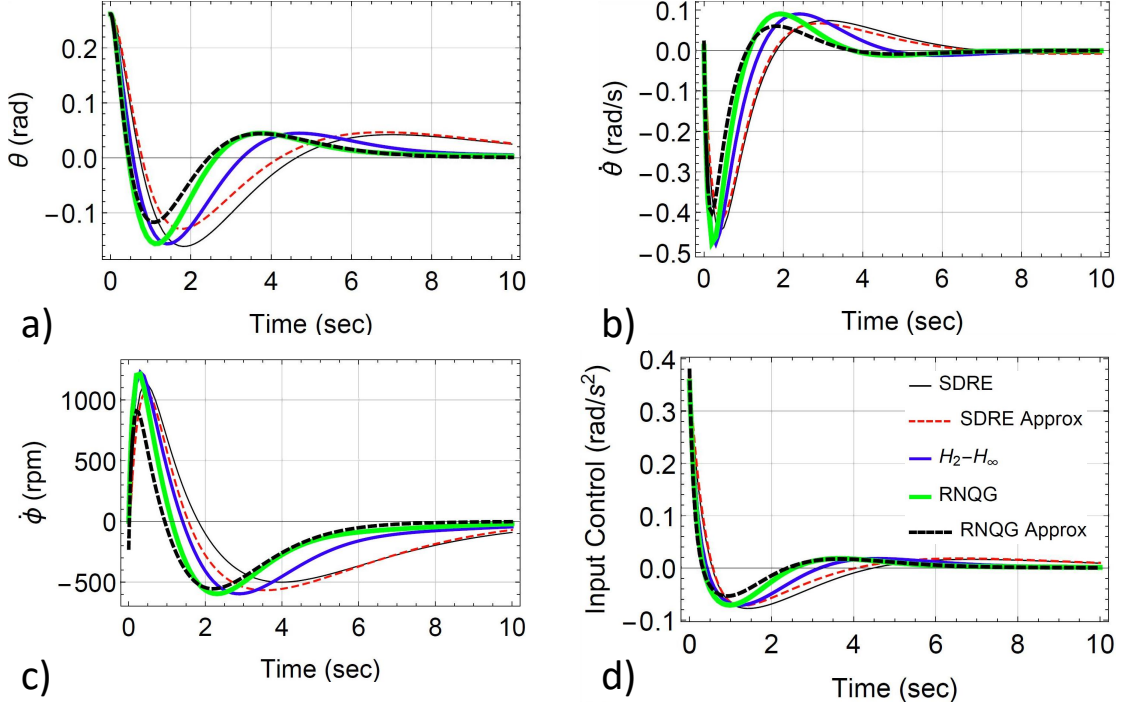 0.2
0.1
0.0
−0.1
θ (rad)
0 2 4 6 8 10
Time (sec)
a)
0.1
0.0
−0.1
−0.2
−0.3
−0.4
−0.5
θ̇ (rad/s)
0 2 4 6 8 10
Time (sec)
b)
1000
500
0
−500
ϕ̇ (rpm)
0 2 4 6 8 10
Time (sec)
c)
0.4
0.3
0.2
0.1
0.0
−0.1
Input Control (rad/s²)
SDRE
SDRE Approx
H₂−H∞
RNQG
RNQG Approx
0 2 4 6 8 10
Time (sec)
d)